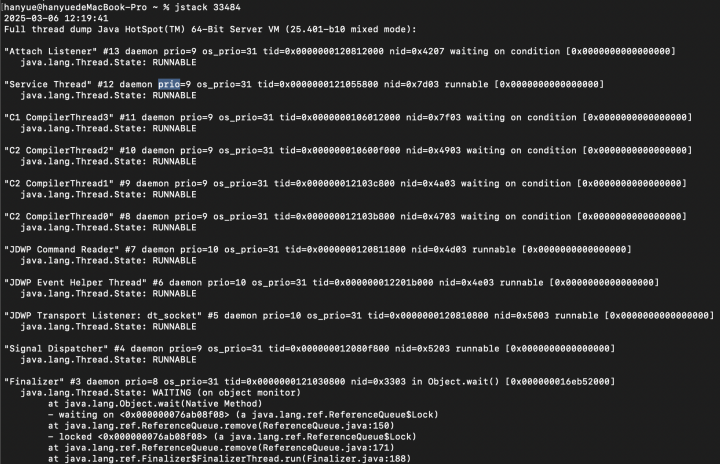 hanyue@hanyuedeMacBook-Pro ~ % jstack 33484
2025-03-06 12:19:41
Full thread dump Java HotSpot(TM) 64-Bit Server VM (25.401-b10 mixed mode):
"Attach Listener" #13 daemon prio=9 os_prio=31 tid=0x0000000120812000 nid=0x4207 waiting on condition [0x0000000000000000]
java.lang.Thread.State: RUNNABLE
"Service Thread" #12 daemon prio=9 os_prio=31 tid=0x0000000121055800 nid=0x7d03 runnable [0x0000000000000000]
java.lang.Thread.State: RUNNABLE
"C1 CompilerThread3" #11 daemon prio=9 os_prio=31 tid=0x0000000106012000 nid=0x7f03 waiting on condition [0x0000000000000000]
java.lang.Thread.State: RUNNABLE
"C2 CompilerThread2" #10 daemon prio=9 os_prio=31 tid=0x000000010600f000 nid=0x4903 waiting on condition [0x0000000000000000]
java.lang.Thread.State: RUNNABLE
"C2 CompilerThread1" #9 daemon prio=9 os_prio=31 tid=0x000000012103c800 nid=0x4a03 waiting on condition [0x0000000000000000]
java.lang.Thread.State: RUNNABLE
"C2 CompilerThread0" #8 daemon prio=9 os_prio=31 tid=0x000000012103b800 nid=0x4703 waiting on condition [0x0000000000000000]
java.lang.Thread.State: RUNNABLE
"JDWP Command Reader" #7 daemon prio=10 os_prio=31 tid=0x0000000120811800 nid=0x4d03 runnable [0x0000000000000000]
java.lang.Thread.State: RUNNABLE
"JDWP Event Helper Thread" #6 daemon prio=10 os_prio=31 tid=0x000000012201b000 nid=0x4e03 runnable [0x0000000000000000]
java.lang.Thread.State: RUNNABLE
"JDWP Transport Listener: dt_socket" #5 daemon prio=10 os_prio=31 tid=0x0000000120810800 nid=0x5003 runnable [0x0000000000000000]
java.lang.Thread.State: RUNNABLE
"Signal Dispatcher" #4 daemon prio=9 os_prio=31 tid=0x000000012080f800 nid=0x5203 runnable [0x0000000000000000]
java.lang.Thread.State: RUNNABLE
"Finalizer" #3 daemon prio=8 os_prio=31 tid=0x0000000121030800 nid=0x3303 in Object.wait() [0x000000016eb52000]
java.lang.Thread.State: WAITING (on object monitor)
at java.lang.Object.wait(Native Method)
- waiting on <0x000000076ab08f08> (a java.lang.ref.ReferenceQueue$Lock)
at java.lang.ref.ReferenceQueue.remove(ReferenceQueue.java:150)
- locked <0x000000076ab08f08> (a java.lang.ref.ReferenceQueue$Lock)
at java.lang.ref.ReferenceQueue.remove(ReferenceQueue.java:171)
at java.lang.ref.Finalizer$FinalizerThread.run(Finalizer.java:188)